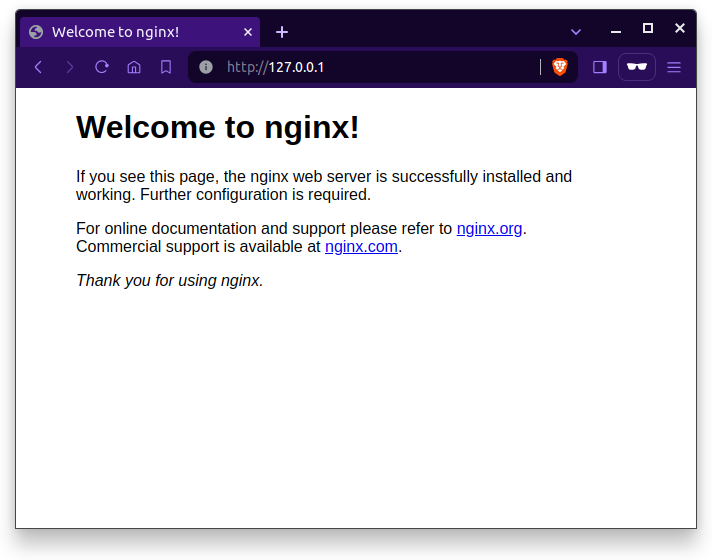 Welcome to nginx!
http://127.0.0.1
Welcome to nginx!
If you see this page, the nginx web server is successfully installed and
working. Further configuration is required.
For online documentation and support please refer to nginx.org.
Commercial support is available at nginx.com.
Thank you for using nginx.